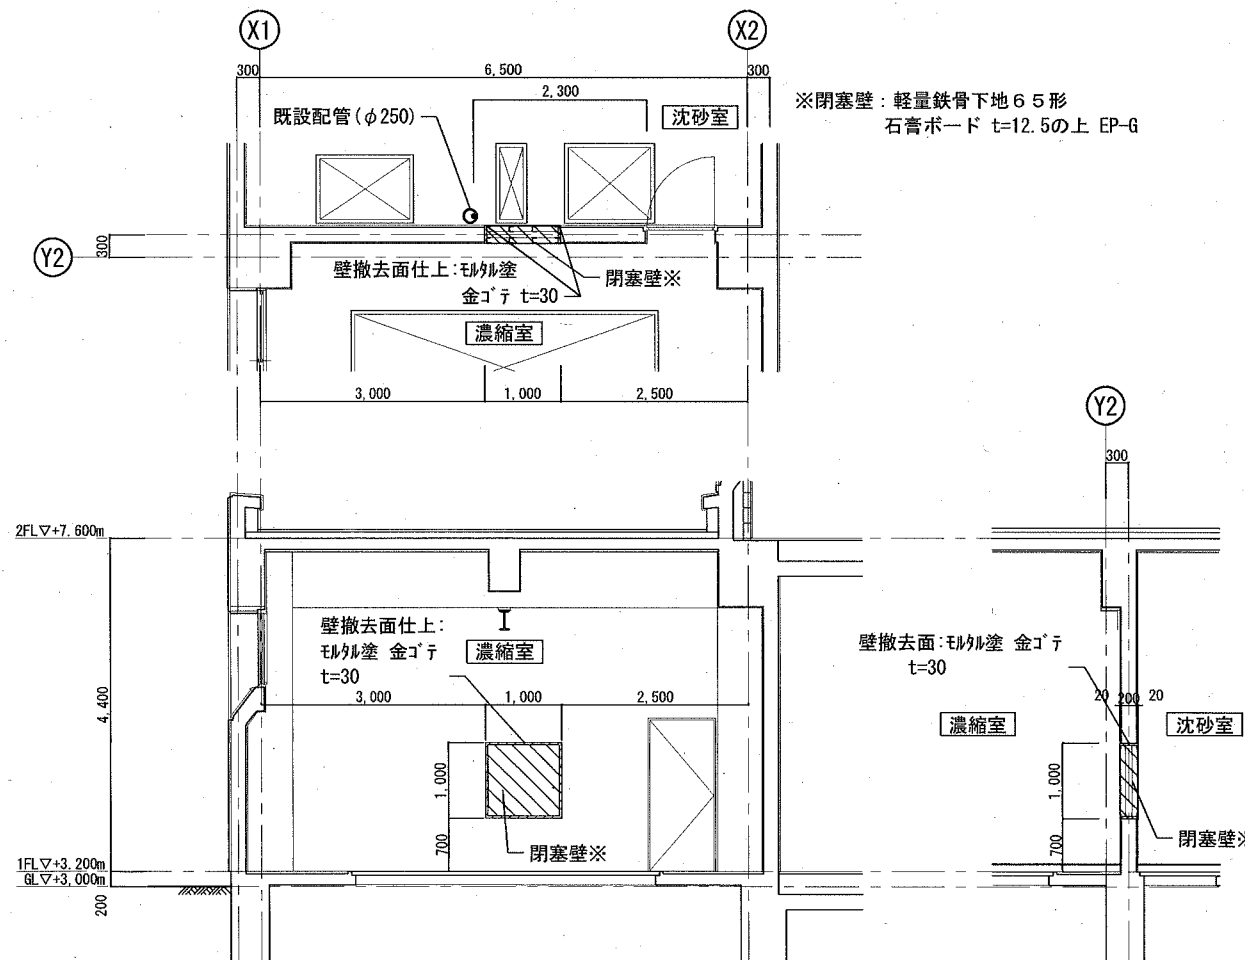 X1
X2
300
6,500
300
2,300
※閉塞壁：軽量鉄骨下地６５形
石膏ボード t=12.5の上 EP-G
既設配管(φ250)
沈砂室
Y2
300
壁撤去面仕上:ﾓﾙﾀﾙ塗
金ｺﾞﾃ t=30
閉塞壁※
濃縮室
3,000
1,000
2,500
Y2
300
2FL▽+7.600m
壁撤去面仕上:
ﾓﾙﾀﾙ塗 金ｺﾞﾃ
t=30
濃縮室
壁撤去面:ﾓﾙﾀﾙ塗 金ｺﾞﾃ
t=30
3,000
1,000
2,500
20
200
20
4,400
濃縮室
沈砂室
1,000
1,000
700
700
閉塞壁※
閉塞壁※
1FL▽+3.200m
GL▽+3,000m
200